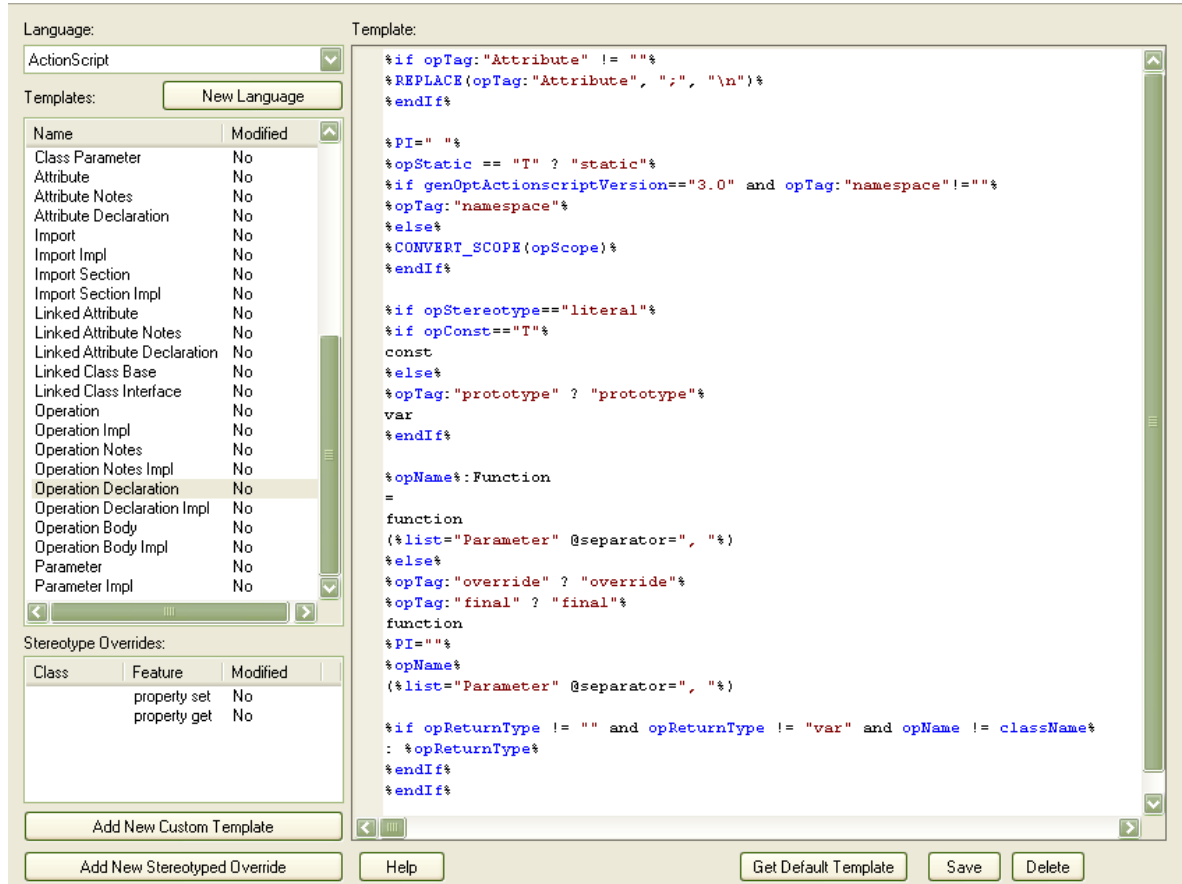 Language:
ActionScript
Templates:
New Language
Name Modified
Class Parameter No
Attribute No
Attribute Notes No
Attribute Declaration No
Import No
Import Impl No
Import Section No
Import Section Impl No
Linked Attribute No
Linked Attribute Notes No
Linked Attribute Declaration No
Linked Class Base No
Linked Class Interface No
Operation No
Operation Impl No
Operation Notes No
Operation Notes Impl No
Operation Declaration No
Operation Declaration Impl No
Operation Body No
Operation Body Impl No
Parameter No
Parameter Impl No
Stereotype Overrides:
Class Feature Modified
property set No
property get No
Add New Custom Template
Add New Stereotyped Override
Template:
%if opTag:"Attribute" != ""%
%REPLACE(opTag:"Attribute", ";", "\n")%
%endIf%
%PI=" "%
%opStatic == "T" ? "static"%
%if genOptActionscriptVersion=="3.0" and opTag:"namespace"!=""%
%opTag:"namespace"%
%else%
%CONVERT_SCOPE(opScope)%
%endIf%
%if opStereotype=="literal"%
%if opConst=="T"%
const
%else%
%opTag:"prototype" ? "prototype"%
var
%endIf%
%opName%:Function
=
function
(%list="Parameter" @separator=", "%)
%else%
%opTag:"override" ? "override"%
%opTag:"final" ? "final"%
function
%PI=""%
%opName%
(%list="Parameter" @separator=", "%)
%if opReturnType != "" and opReturnType != "var" and opName != className%
: %opReturnType%
%endIf%
%endIf%
Help
Get Default Template
Save
Delete